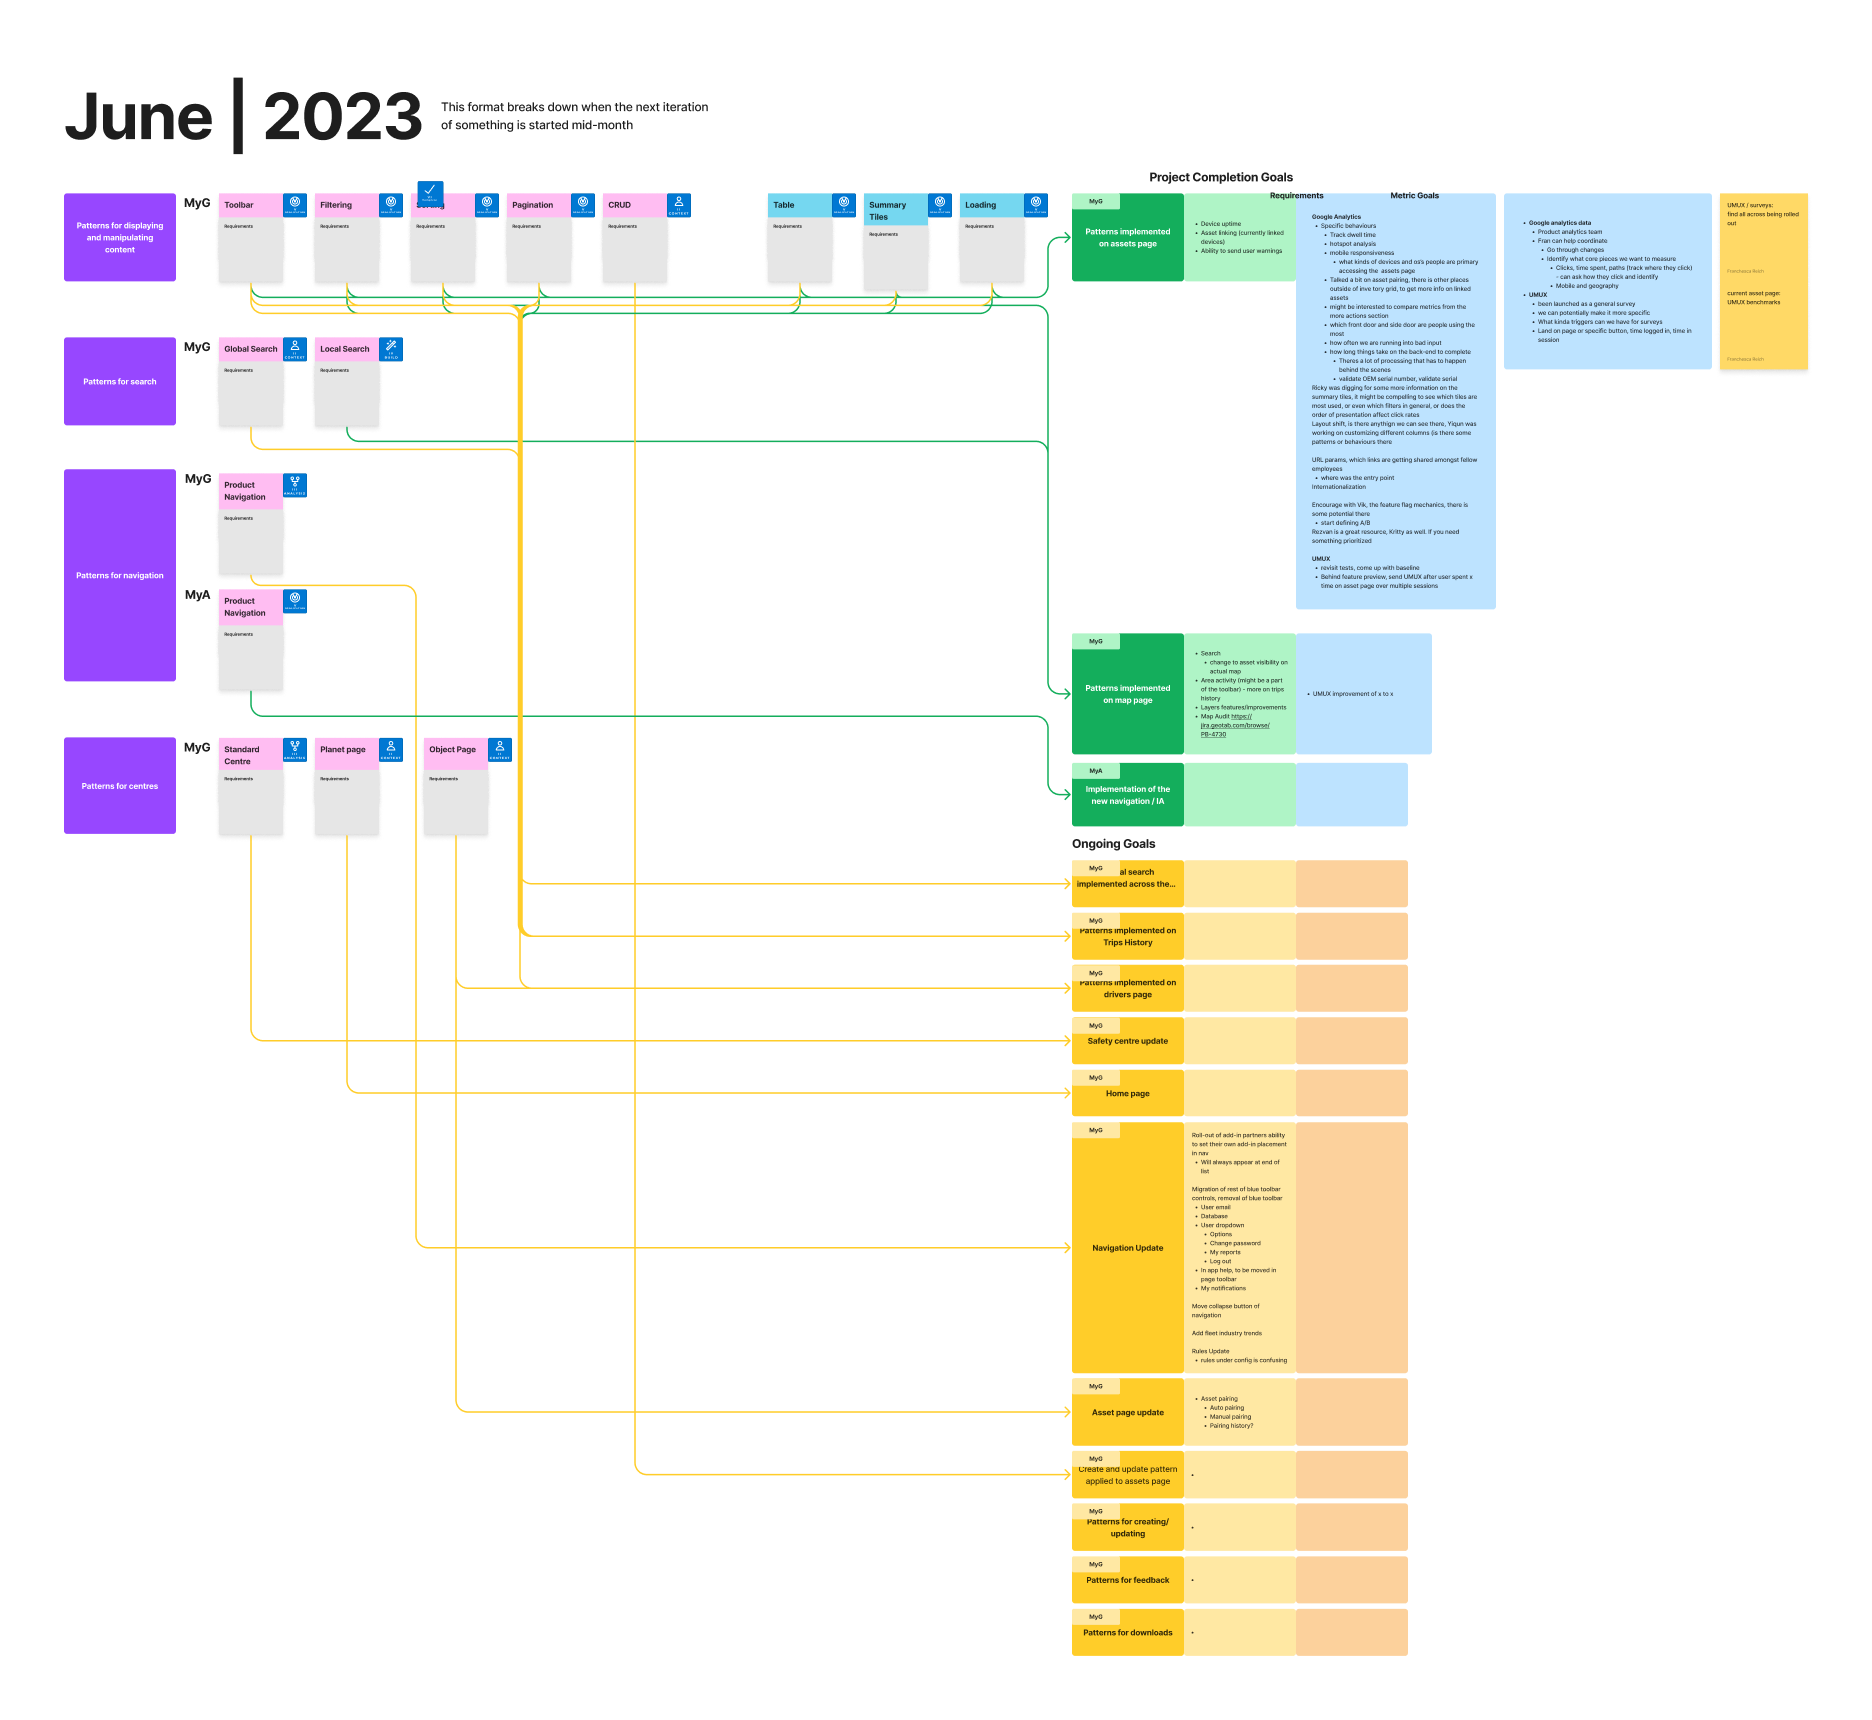 June | 2023
This format breaks down when the next iteration
of something is started mid-month
Project Completion Goals
Requirements
Metric Goals
Patterns for displaying
and manipulating
content
MyG
Toolbar
Requirements
Filtering
Requirements
Requirements
Pagination
Requirements
CRUD
CONTEXT
Requirements
Table
Requirements
Summary
Tiles
Requirements
Loading
Requirements
MyG
Patterns implemented
on assets page
• Device uptime
• Asset linking (currently linked
devices)
• Ability to send user warnings
Google Analytics
• Specific behaviours
• Track dwell time
• hotspot analysis
• mobile responsiveness
• what kinds of devices and os's people are primary
accessing the assets page
• Talked a bit on asset pairing, there is other places
outside of inve tory grid, to get more info on linked
assets
• might be interested to compare metrics from the
more actions section
• which front door and side door are people using the
most
• how often we are running into bad input
• how long things take on the back-end to complete
• Theres a lot of processing that has to happen
behind the scenes
• validate OEM serial number, validate serial
Ricky was digging for some more information on the
summary tiles, it might be compelling to see which tiles are
most used, or even which filters in general, or does the
order of presentation affect click rates
Layout shift, is there anythign we can see there, Yiqun was
working on customizing different columns (is there some
patterns or behaviours there
URL params, which links are getting shared amongst fellow
employees
• where was the entry point
Internationalization
Encourage with Vik, the feature flag mechanics, there is
some potential there
• start defining A/B
Rezvan is a great resource, Kritty as well. If you need
something prioritized
UMUX
• revisit tests, come up with baseline
• Behind feature preview, send UMUX after user spent x
time on asset page over multiple sessions
• Google analytics data
• Product analytics team
• Fran can help coordinate
• Go through changes
• Identify what core pieces we want to measure
• Clicks, time spent, paths (track where they click)
- can ask how they click and identify
• Mobile and geography
• UMUX
• been launched as a general survey
• we can potentially make it more specific
• What kinda triggers can we have for surveys
• Land on page or specific button, time logged in, time in
session
UMUX / surveys:
find all across being rolled
out
Franchesca Reich
current asset page:
UMUX benchmarks
Franchesca Reich
Patterns for search
MyG
Global Search
CONTEXT
Requirements
Local Search
BUILD
Requirements
Patterns for navigation
MyG
Product
Navigation
ANALYSIS
Requirements
MyA
Product
Navigation
Requirements
MyG
Patterns implemented
on map page
• Search
• change to asset visibility on
actual map
• Area activity (might be a part
of the toolbar) - more on trips
history
• Layers features/improvements
• Map Audit https://
jira.geotab.com/browse/
PB-4730
• UMUX improvement of x to x
Patterns for centres
MyG
Standard
Centre
ANALYSIS
Requirements
Planet page
CONTEXT
Requirements
Object Page
CONTEXT
MyA
Implementation of the
new navigation / IA
Ongoing Goals
MyG
al search
implemented across the...
MyG
Patterns implemented on
Trips History
MyG
Patterns implemented on
drivers page
MyG
Safety centre update
MyG
Home page
MyG
Navigation Update
Roll-out of add-in partners ability
to set their own add-in placement
in nav
• Will always appear at end of
list
Migration of rest of blue toolbar
controls, removal of blue toolbar
• User email
• Database
• User dropdown
• Options
• Change password
• My reports
• Log out
• In app help, to be moved in
page toolbar
• My notifications
Move collapse button of
navigation
Add fleet industry trends
Rules Update
• rules under config is confusing
MyG
Asset page update
• Asset pairing
• Auto pairing
• Manual pairing
• Pairing history?
MyG
Create and update pattern
applied to assets page
MyG
Patterns for creating/
updating
MyG
Patterns for feedback
MyG
Patterns for downloads